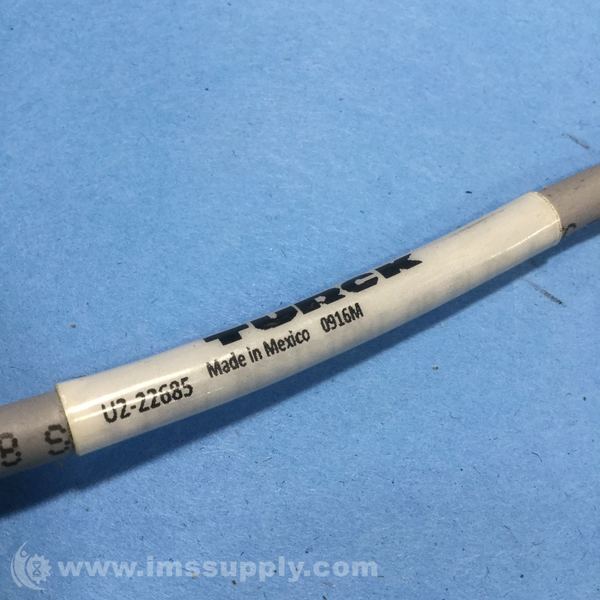 TURCK
U2-22685 Made in Mexico 0916M
B S
www.imssupply.com